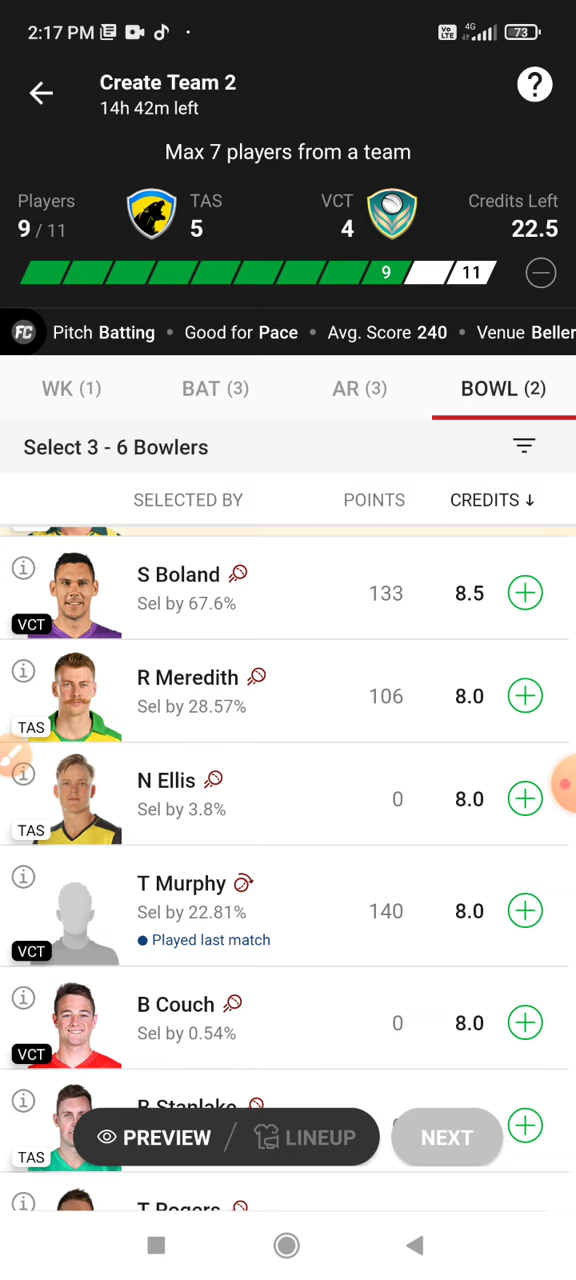 2:17 PM
Vo LTE 4G 73
Create Team 2
14h 42m left
?
Max 7 players from a team
Players
9 / 11
TAS
5
VCT
4
Credits Left
22.5
9 11
FC Pitch Batting • Good for Pace • Avg. Score 240 • Venue Beller
WK (1) BAT (3) AR (3) BOWL (2)
Select 3 - 6 Bowlers
SELECTED BY POINTS CREDITS ↓
S Boland
Sel by 67.6%
133 8.5
VCT
R Meredith
Sel by 28.57%
106 8.0
TAS
N Ellis
Sel by 3.8%
0 8.0
TAS
T Murphy
Sel by 22.81%
140 8.0
Played last match
VCT
B Couch
Sel by 0.54%
0 8.0
VCT
B Stanlake
TAS
PREVIEW / LINEUP NEXT
T Rogers